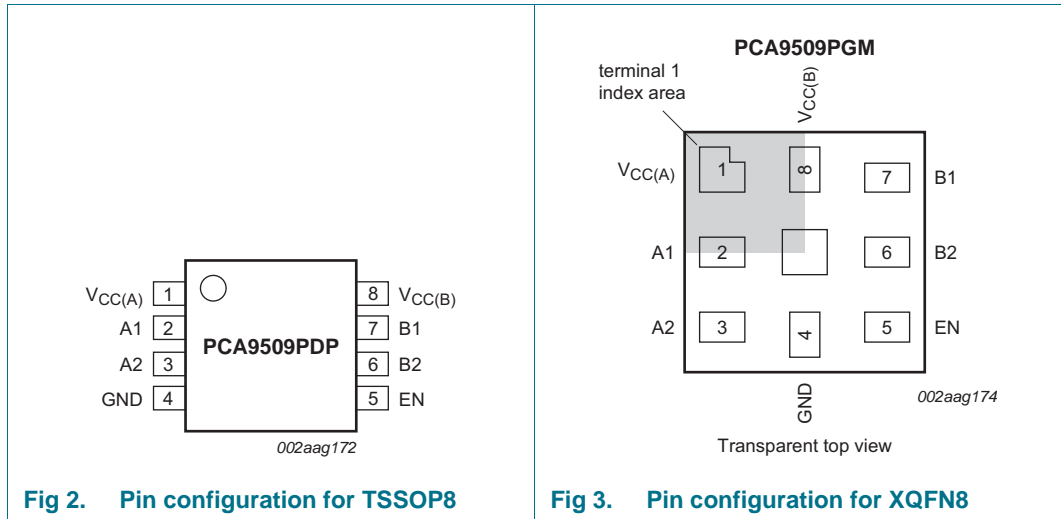 VCC(A) 1
A1 2
A2 3
GND 4
PCA9509PDP
8 VCC(B)
7 B1
6 B2
5 EN
002aag172
Fig 2. Pin configuration for TSSOP8
PCA9509PGM
terminal 1
index area
VCC(B)
VCC(A) 1 8 7 B1
A1 2 6 B2
A2 3 4 5 EN
GND
002aag174
Transparent top view
Fig 3. Pin configuration for XQFN8